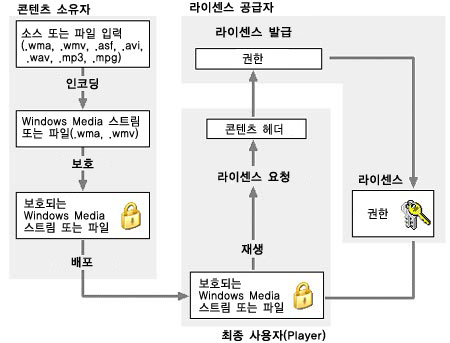 콘텐츠 소유자
소스 또는 파일 입력
(.wma, .wmv, .asf, .avi,
.wav, .mp3, .mpg)
인코딩
Windows Media 스트림
또는 파일(.wma, .wmv)
보호
보호되는
Windows Media
스트림 또는 파일
배포
라이센스 공급자
라이센스 발급
권한
콘텐츠 헤더
라이센스 요청
재생
라이센스
권한
보호되는
Windows Media
스트림 또는 파일
최종 사용자(Player)